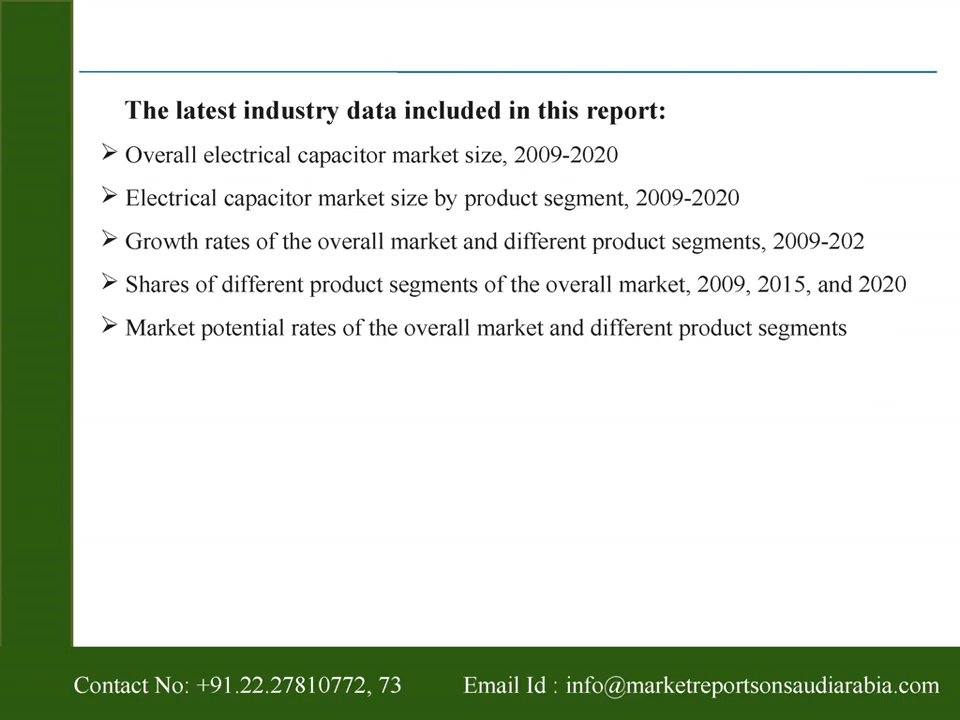 The latest industry data included in this report:
➢ Overall electrical capacitor market size, 2009-2020
➢ Electrical capacitor market size by product segment, 2009-2020
➢ Growth rates of the overall market and different product segments, 2009-202
➢ Shares of different product segments of the overall market, 2009, 2015, and 2020
➢ Market potential rates of the overall market and different product segments
Contact No: +91.22.27810772, 73 Email Id : info@marketreportsonsaudiarabia.com